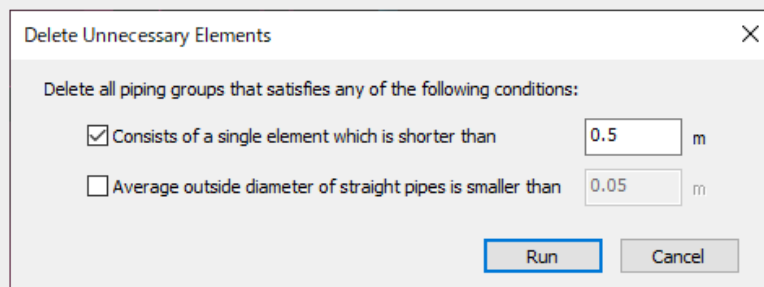 Delete Unnecessary Elements
Delete all piping groups that satisfies any of the following conditions:
Consists of a single element which is shorter than 0.5 m
Average outside diameter of straight pipes is smaller than 0.05 m
Run Cancel